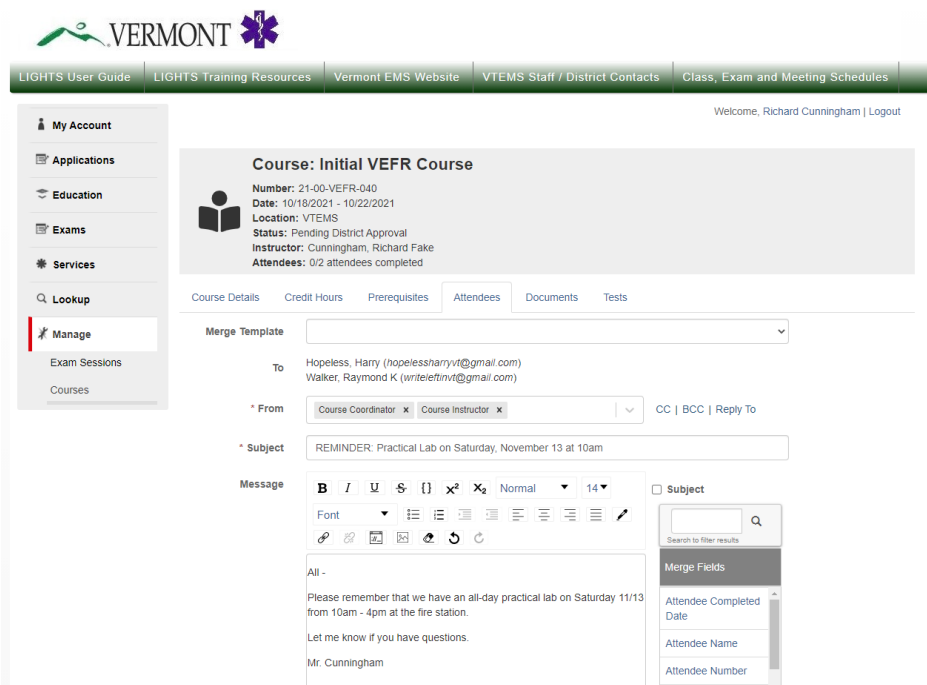 VERMONT
LIGHTS User Guide
LIGHTS Training Resources
Vermont EMS Website
VTEMS Staff / District Contacts
Class, Exam and Meeting Schedules
Welcome, Richard Cunningham | Logout
My Account
Applications
Education
Exams
Services
Lookup
Manage
Exam Sessions
Courses
Course: Initial VEFR Course
Number: 21-00-VEFR-040
Date: 10/18/2021 - 10/22/2021
Location: VTEMS
Status: Pending District Approval
Instructor: Cunningham, Richard Fake
Attendees: 0/2 attendees completed
Course Details
Credit Hours
Prerequisites
Attendees
Documents
Tests
Merge Template
To
Hopeless, Harry (hopelessharryvt@gmail.com)
Walker, Raymond K (writeleftinvt@gmail.com)
* From
Course Coordinator x
Course Instructor x
CC | BCC | Reply To
* Subject
REMINDER: Practical Lab on Saturday, November 13 at 10am
Message
B I U S {} X² X₂ Normal 14
Font
Subject
Search to filter results
Merge Fields
Attendee Completed
Date
Attendee Name
Attendee Number
All -
Please remember that we have an all-day practical lab on Saturday 11/13
from 10am - 4pm at the fire station.
Let me know if you have questions.
Mr. Cunningham